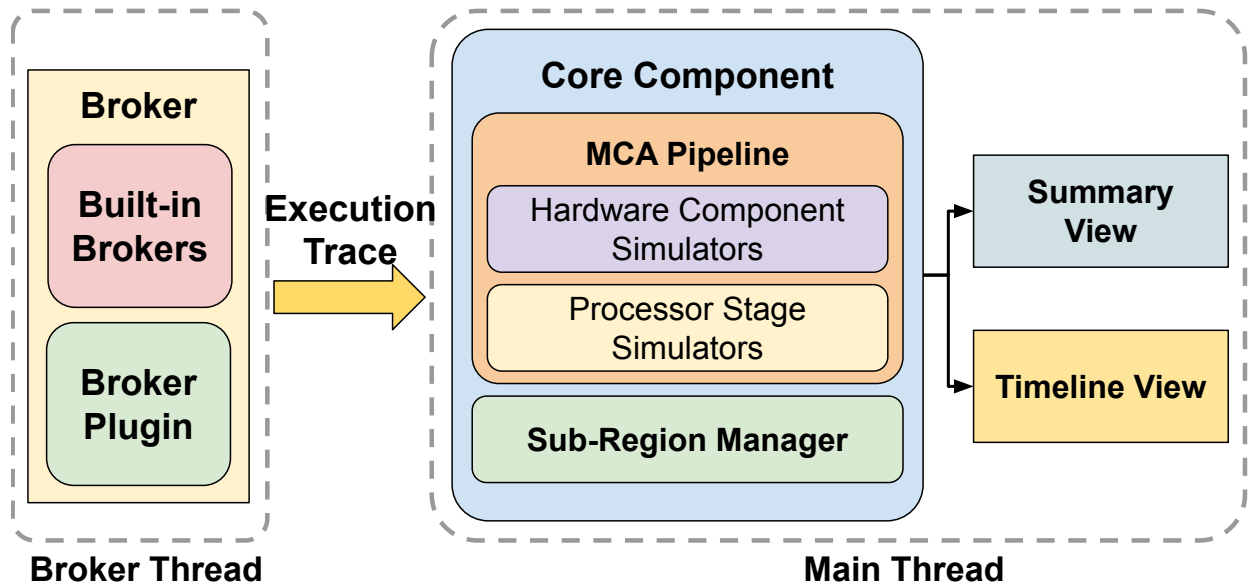 Broker
Built-in
Brokers
Broker
Plugin
Broker Thread
Execution
Trace
Core Component
MCA Pipeline
Hardware Component
Simulators
Processor Stage
Simulators
Sub-Region Manager
Summary
View
Timeline View
Main Thread